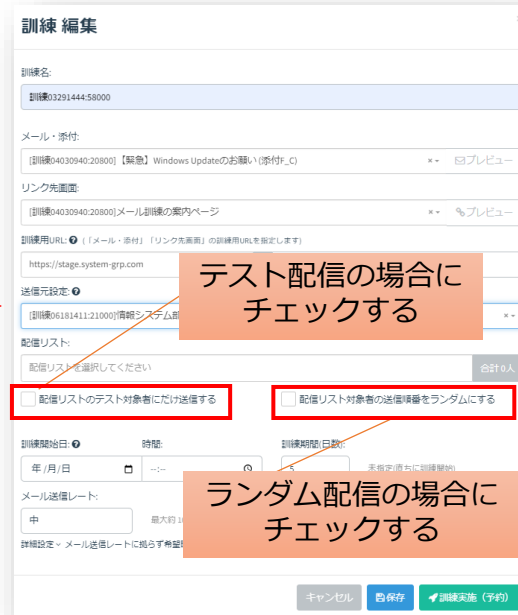 訓練 編集
訓練名:
訓練03291444:58000
メール・添付:
[訓練04030940:20800]【緊急】Windows Updateのお願い(添付F_C)
プレビュー
リンク先画面:
[訓練04030940:20800]メール訓練の案内ページ
プレビュー
訓練用URL: (「メール・添付」「リンク先画面」の訓練用URLを指定します)
https://stage.system-grp.com
テスト配信の場合に
チェックする
送信元設定:
[訓練06181411:21000]情報システム部
配信リスト:
配信リストを選択してください
合計 0人
配信リストのテスト対象者にだけ送信する
配信リスト対象者の送信順番をランダムにする
訓練開始日:
時間:
訓練期間(日数):
年 /月/日
--:--
5
未指定(直ちに訓練開始)
メール送信レート:
ランダム配信の場合に
チェックする
中
最大約
詳細設定 メール送信レートに拠らず希望
キャンセル
保存
訓練実施(予約)